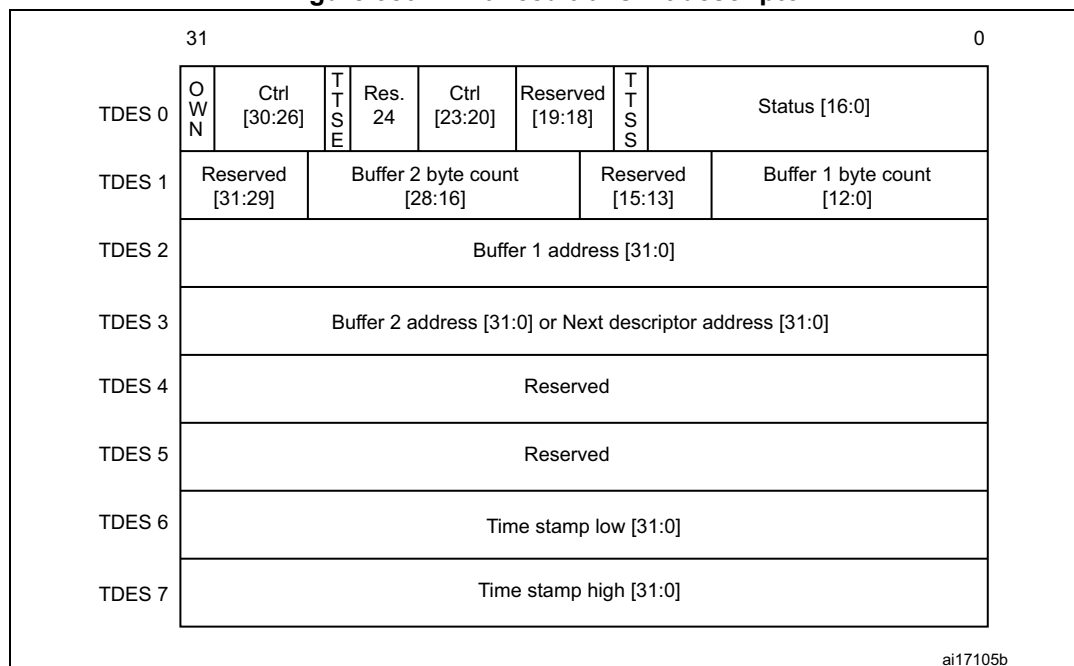 31 0
TDES 0
OWN
Ctrl
[30:26]
TTSE
Res.
24
Ctrl
[23:20]
Reserved
[19:18]
TTSS
Status [16:0]
TDES 1
Reserved
[31:29]
Buffer 2 byte count
[28:16]
Reserved
[15:13]
Buffer 1 byte count
[12:0]
TDES 2
Buffer 1 address [31:0]
TDES 3
Buffer 2 address [31:0] or Next descriptor address [31:0]
TDES 4
Reserved
TDES 5
Reserved
TDES 6
Time stamp low [31:0]
TDES 7
Time stamp high [31:0]
ai17105b